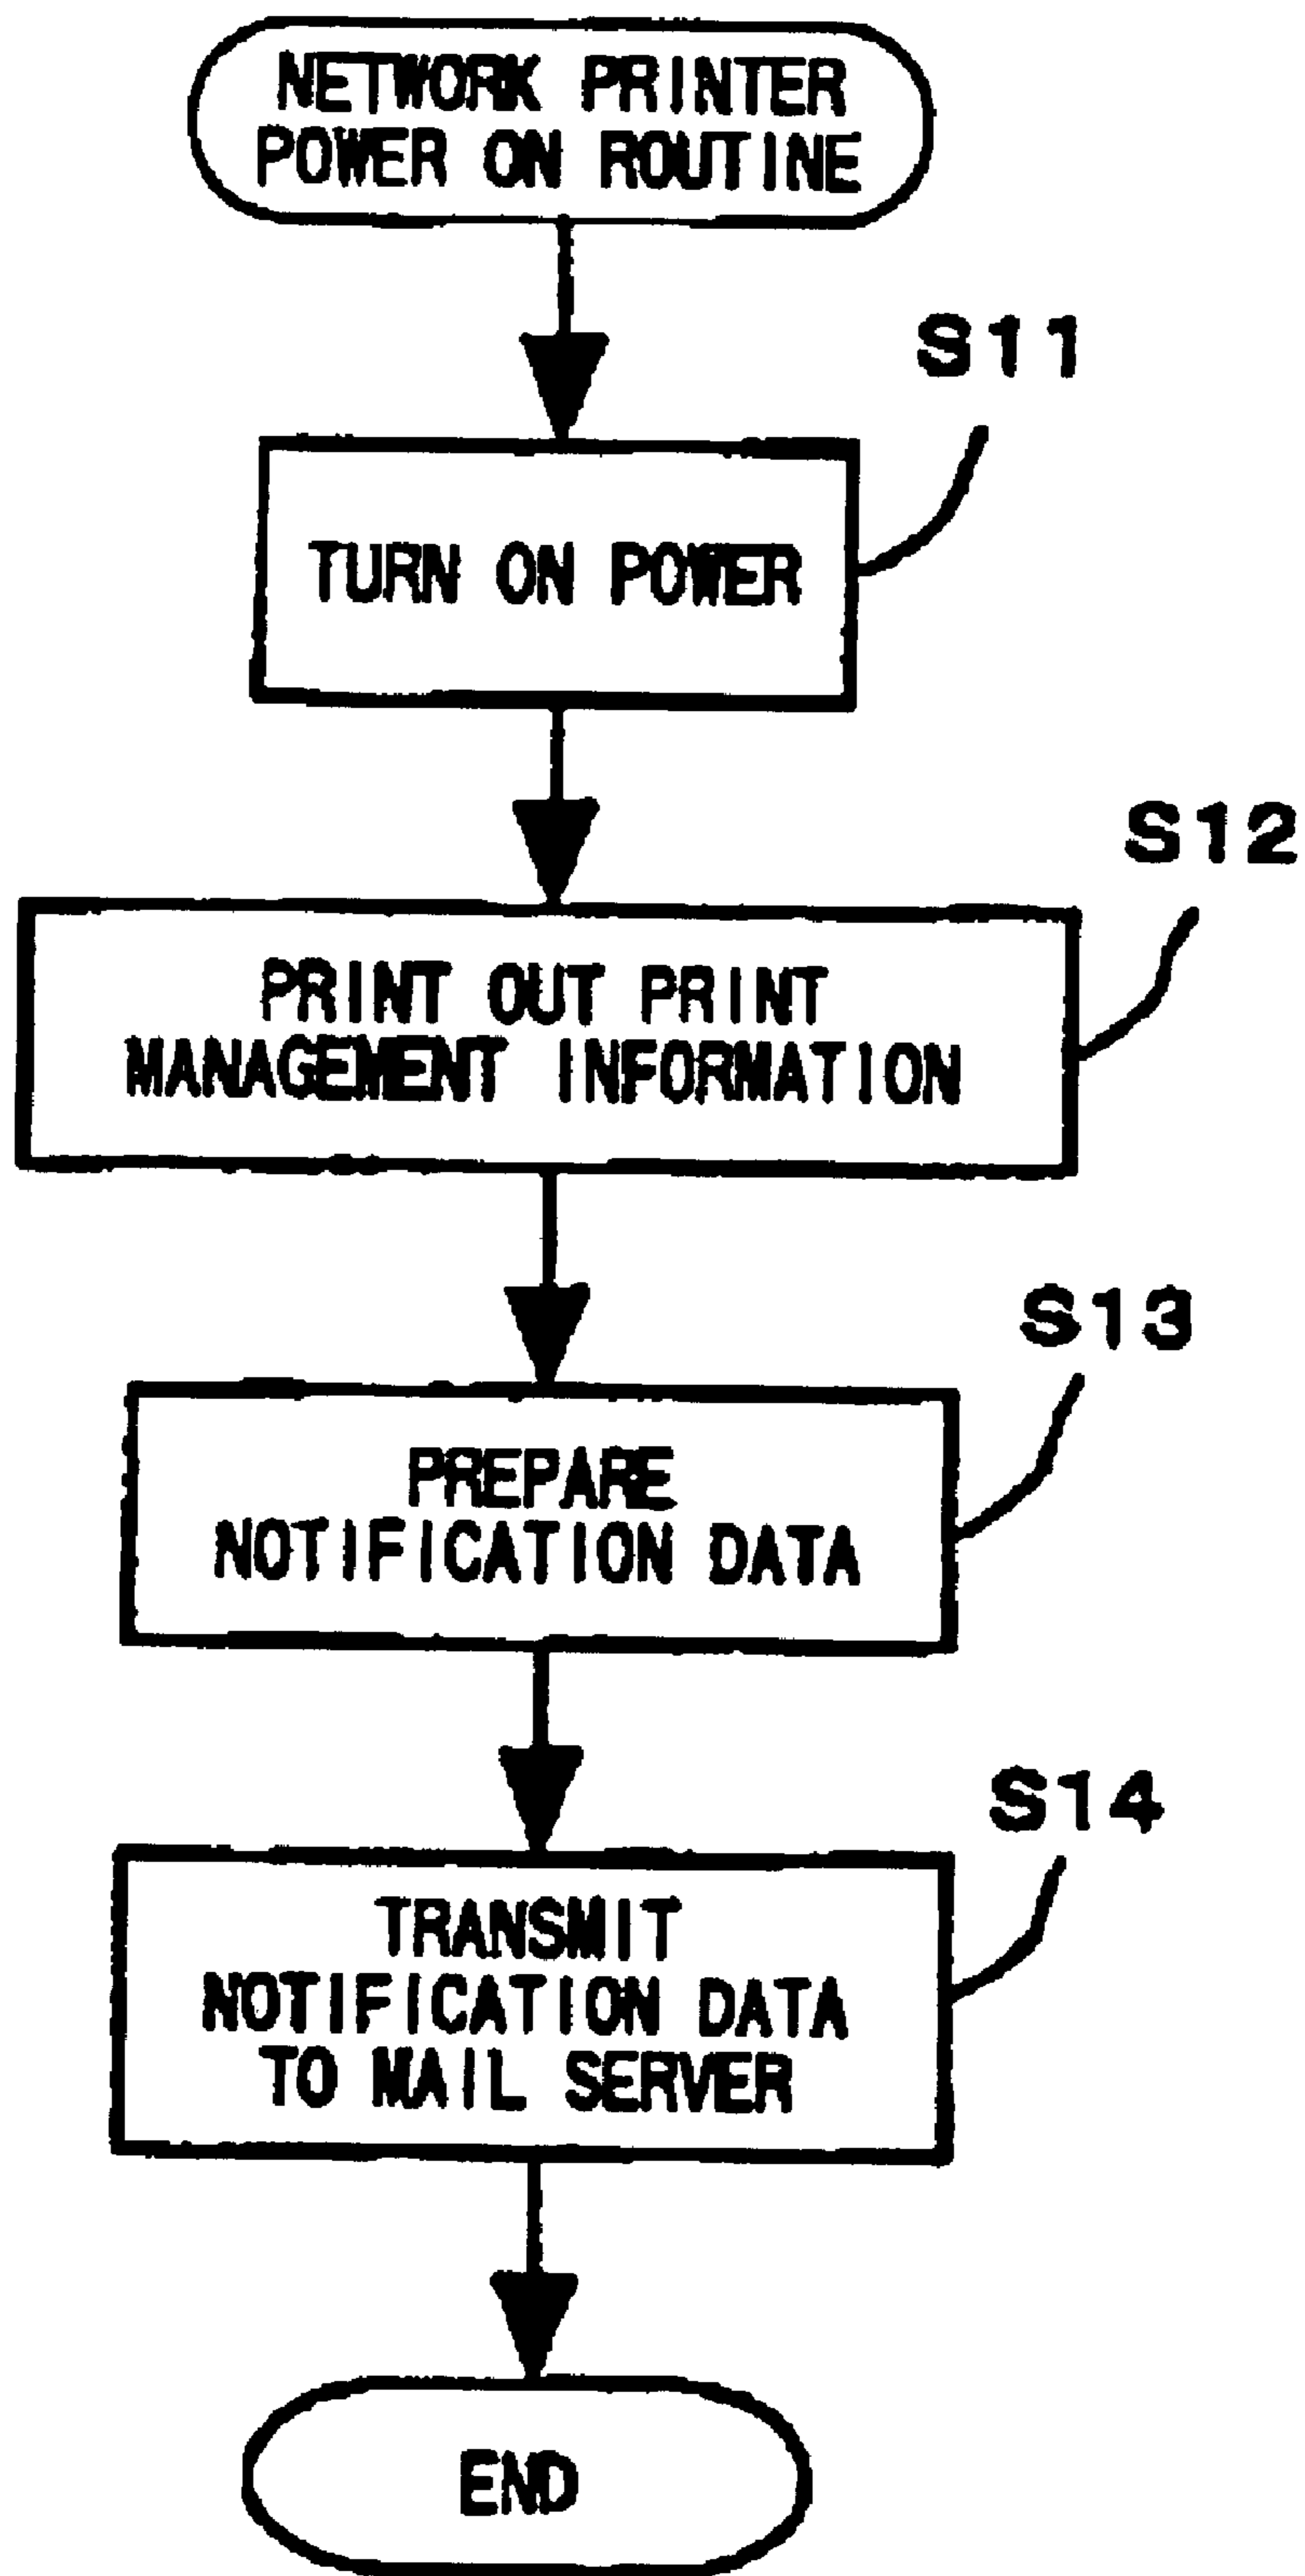 NETWORK PRINTER
POWER ON ROUTINE
S11
TURN ON POWER
S12
PRINT OUT PRINT
MANAGEMENT INFORMATION
S13
PREPARE
NOTIFICATION DATA
S14
TRANSMIT
NOTIFICATION DATA
TO MAIL SERVER
END